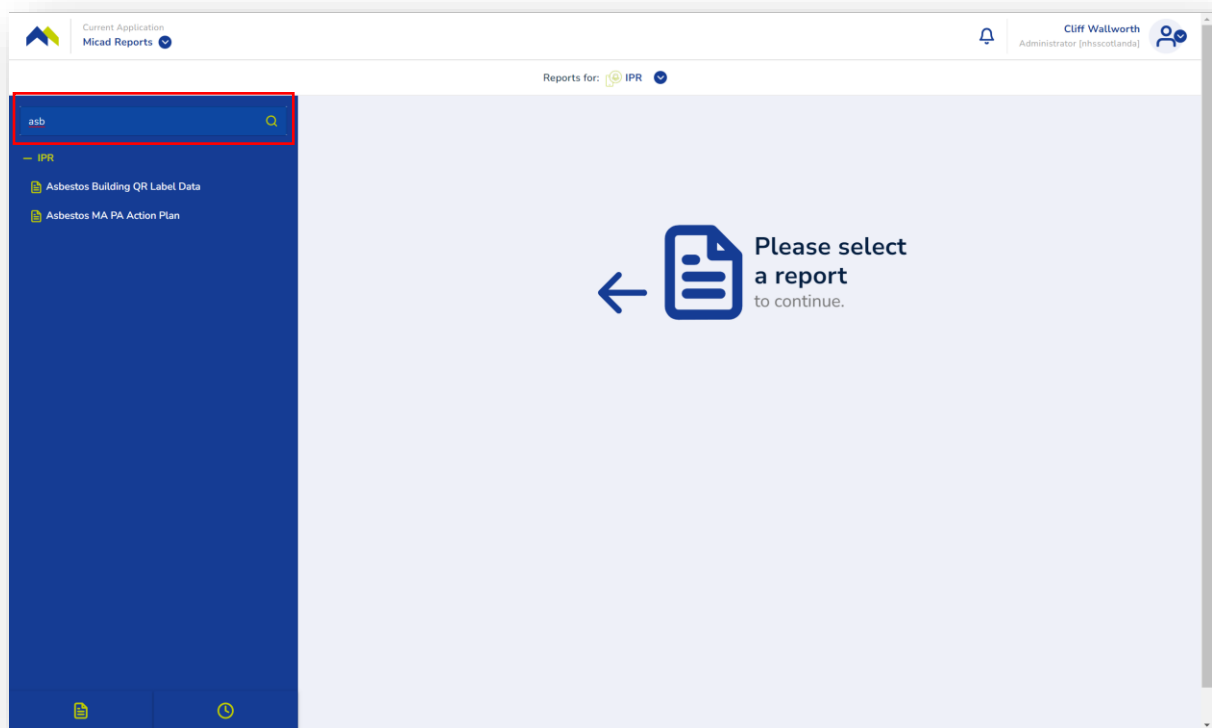 Current Application
Micad Reports
Cliff Wallworth
Administrator [nhsscotlanda]
Reports for: IPR
asb
IPR
Asbestos Building QR Label Data
Asbestos MA PA Action Plan
Please select
a report
to continue.